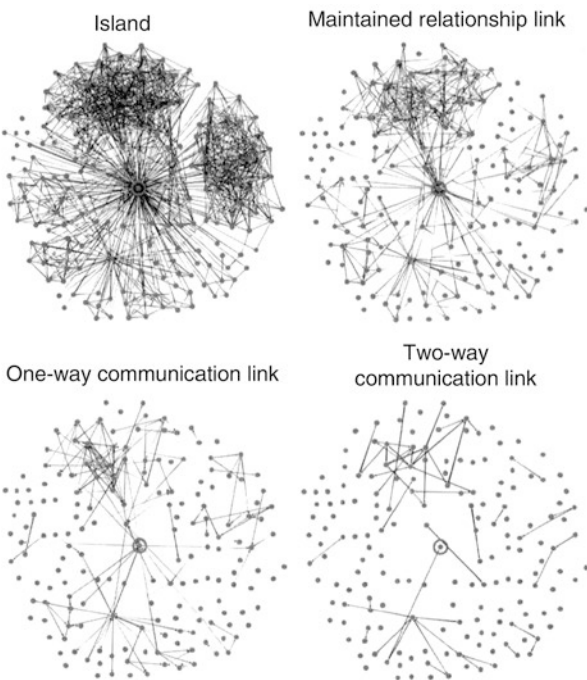 Island
Maintained relationship link
One-way communication link
Two-way
communication link